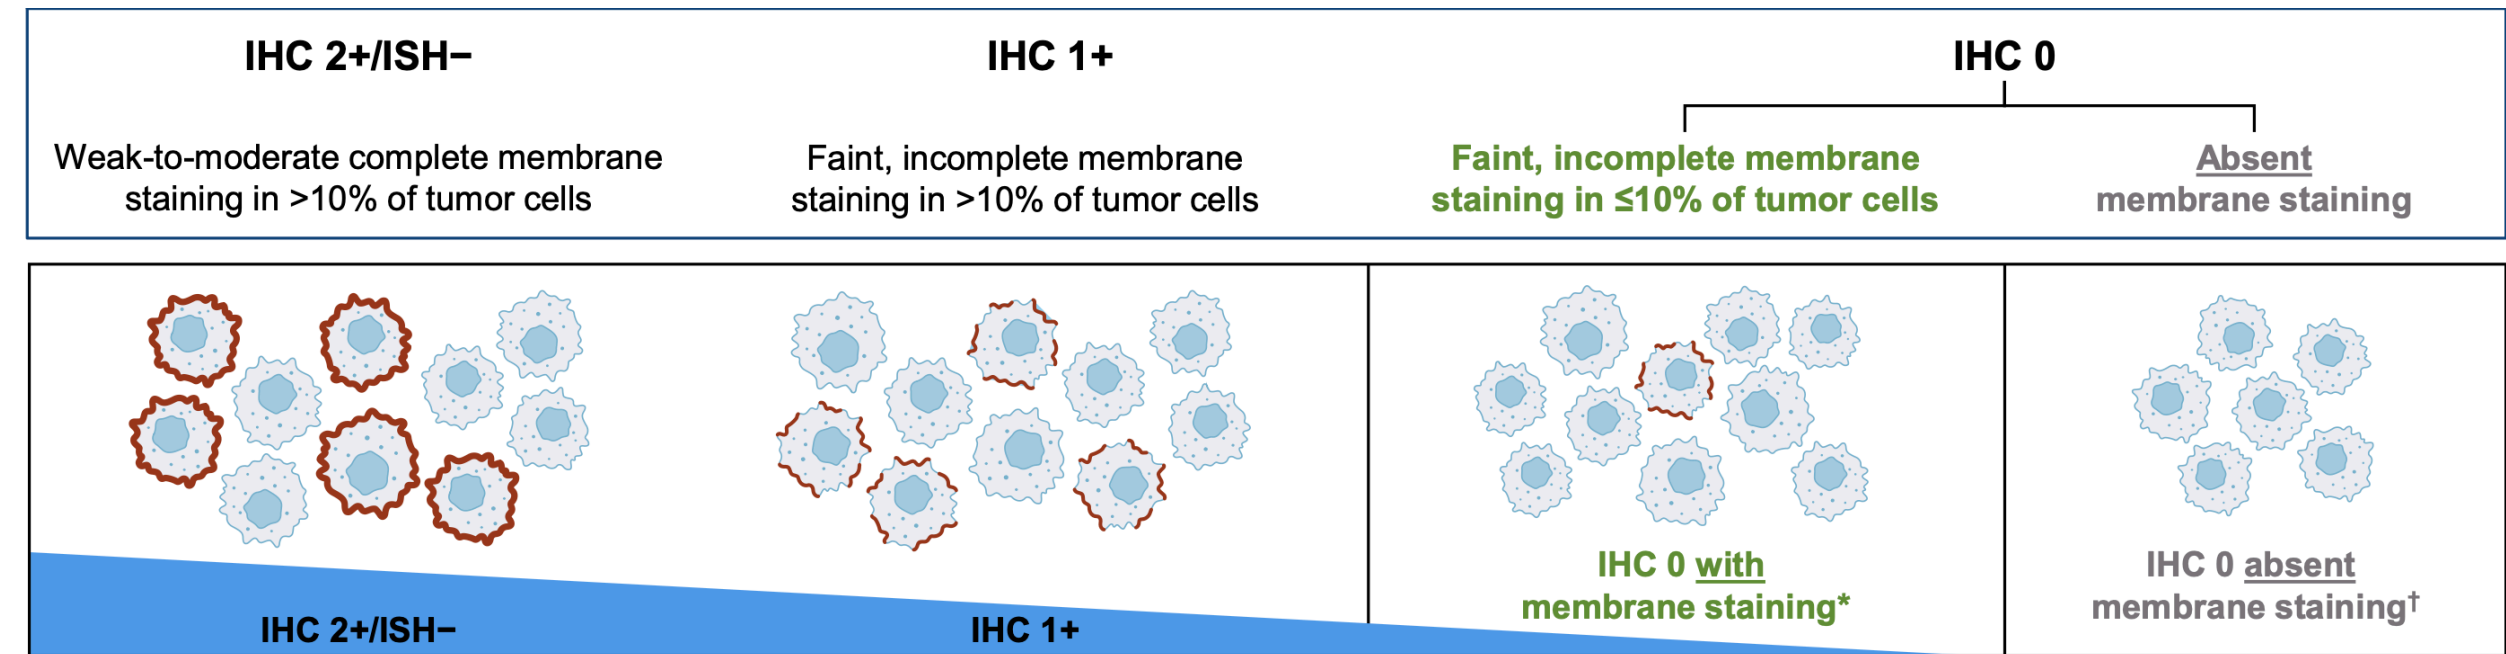 IHC 2+/ISH−
Weak-to-moderate complete membrane
staining in >10% of tumor cells
IHC 1+
Faint, incomplete membrane
staining in >10% of tumor cells
IHC 0
Faint, incomplete membrane
staining in ≤10% of tumor cells
Absent
membrane staining
IHC 2+/ISH−
IHC 1+
IHC 0 with
membrane staining*
IHC 0 absent
membrane staining†